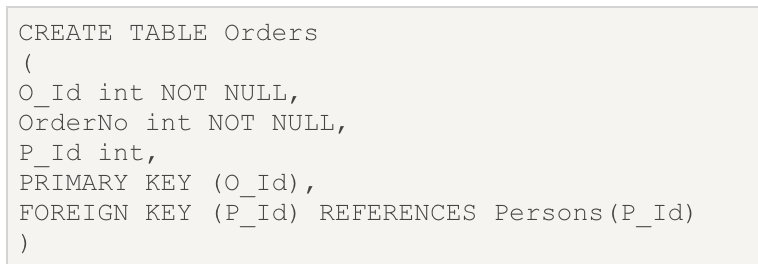 CREATE TABLE Orders
(
O_Id int NOT NULL,
OrderNo int NOT NULL,
P_Id int,
PRIMARY KEY (O_Id),
FOREIGN KEY (P_Id) REFERENCES Persons(P_Id)
)